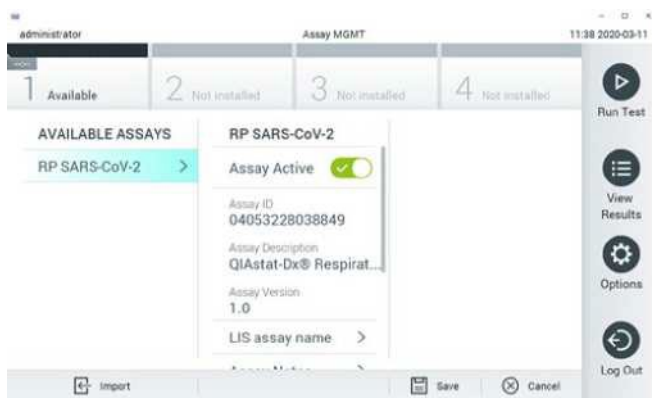 administrator Assay MGMT 11:38 2020-03-11
1 Available 2 Not installed 3 Not installed 4 Not installed
Run Test
AVAILABLE ASSAYS RP SARS-CoV-2
RP SARS-CoV-2 > Assay Active
Assay ID
04053228038849
View Results
Assay Description
QIAstat-Dx® Respirat...
Options
Assay Version
1.0
LIS assay name >
Import Save Cancel Log Out